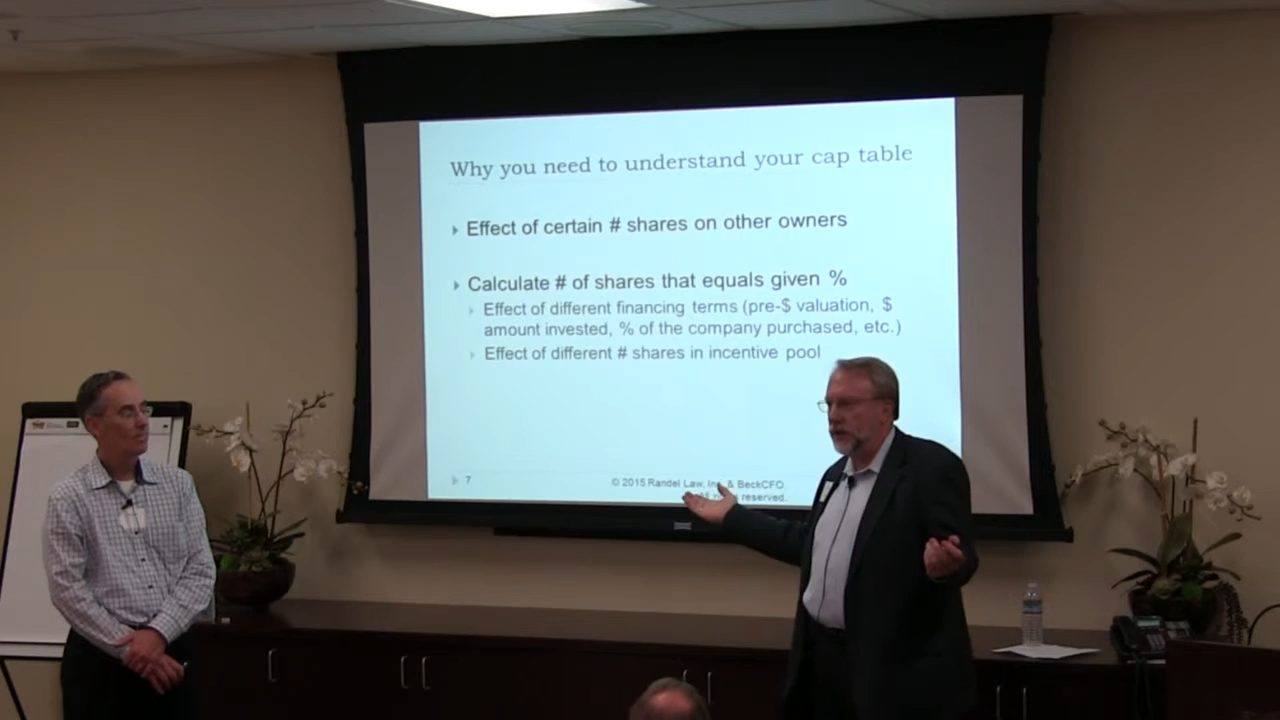 Why you need to understand your cap table
Effect of certain # shares on other owners
Calculate # of shares that equals given %
Effect of different financing terms (pre-$ valuation, $
amount invested, % of the company purchased, etc.)
Effect of different # shares in incentive pool
7
© 2015 Randel Law, Inc. & BeckCFO.
reserved.